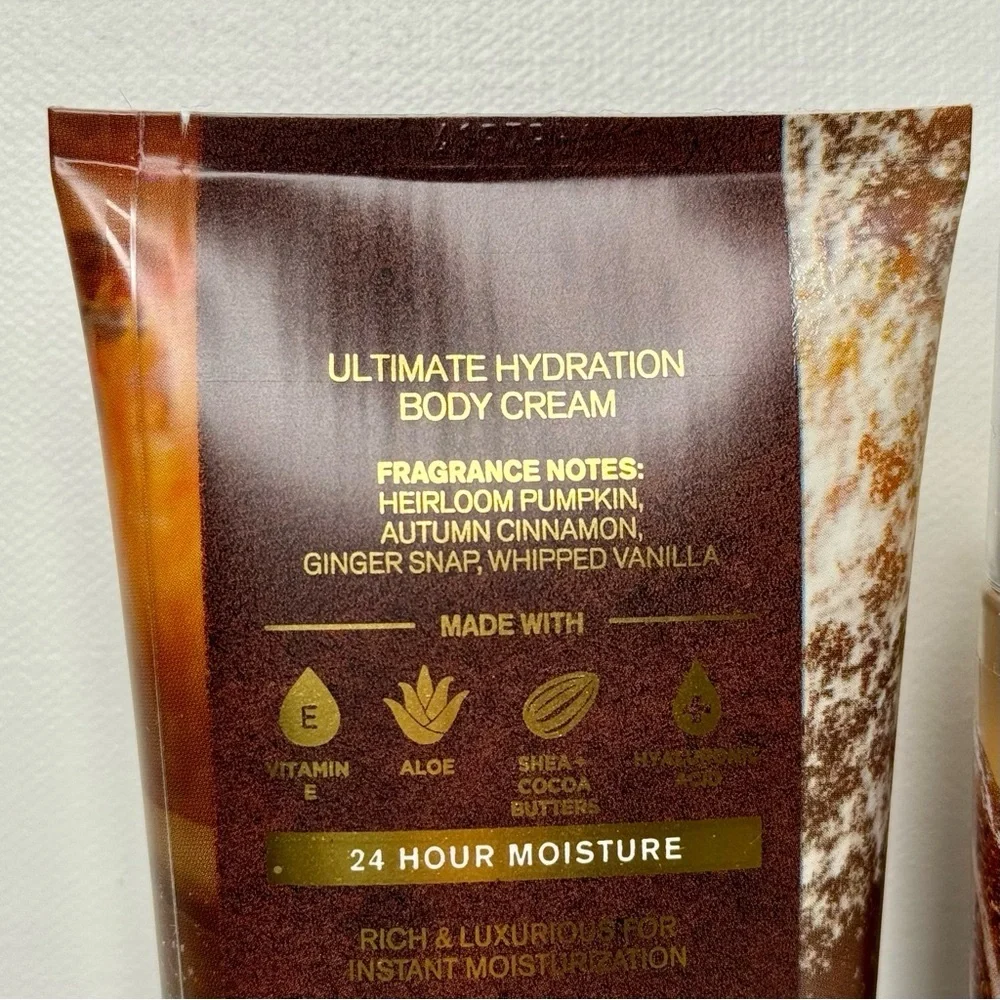 ULTIMATE HYDRATION
BODY CREAM
FRAGRANCE NOTES:
HEIRLOOM PUMPKIN,
AUTUMN CINNAMON,
GINGER SNAP, WHIPPED VANILLA
MADE WITH
E
VITAMIN
E
ALOE
SHEA +
COCOA
BUTTERS
HYALURONIC
ACID
24 HOUR MOISTURE
RICH & LUXURIOUS FOR
INSTANT MOISTURIZATION